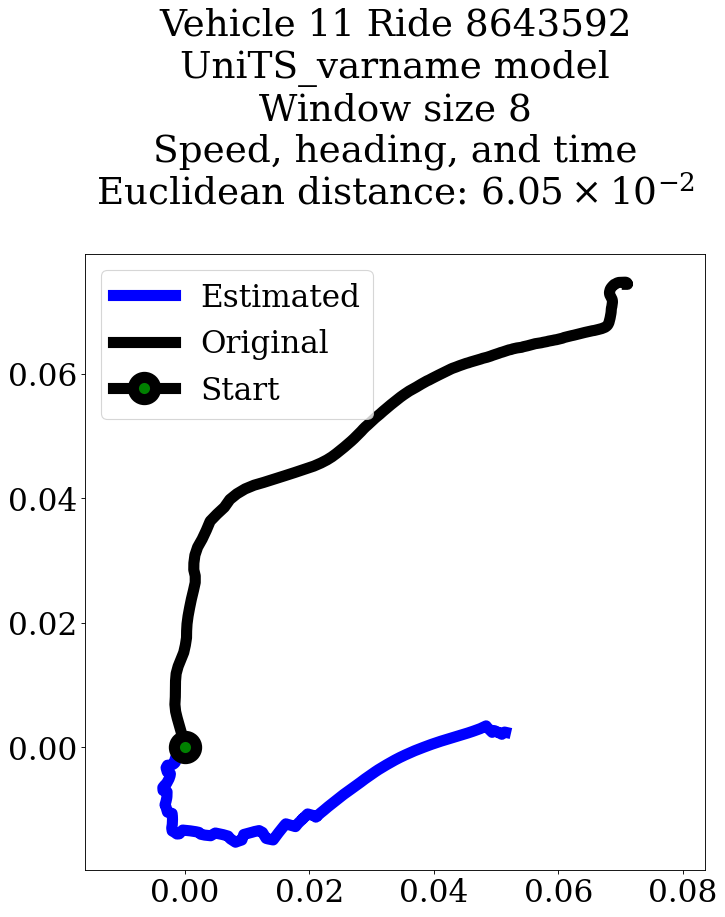 Vehicle 11 Ride 8643592
UniTS_varname model
Window size 8
Speed, heading, and time
Euclidean distance: 6.05 × 10⁻²
Estimated
Original
Start
0.06
0.04
0.02
0.00
0.00 0.02 0.04 0.06 0.08